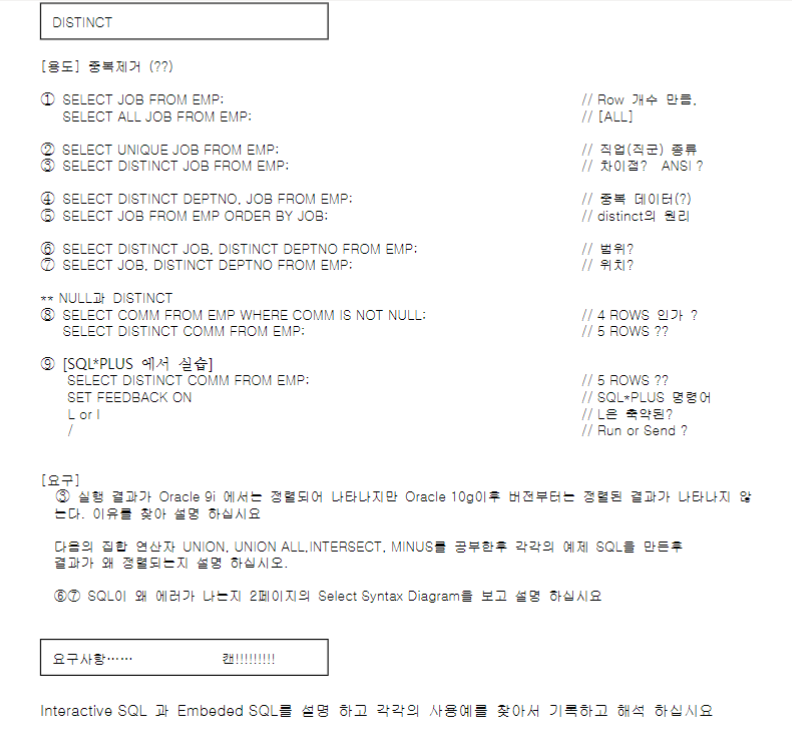 DISTINCT
[용도] 중복제거 (??)
① SELECT JOB FROM EMP; // Row 개수 만큼,
SELECT ALL JOB FROM EMP; // [ALL]
② SELECT UNIQUE JOB FROM EMP; // 직업(직군) 종류
③ SELECT DISTINCT JOB FROM EMP; // 차이점? ANSI ?
④ SELECT DISTINCT DEPTNO, JOB FROM EMP; // 중복 데이터(?)
⑤ SELECT JOB FROM EMP ORDER BY JOB; // distinct의 원리
⑥ SELECT DISTINCT JOB, DISTINCT DEPTNO FROM EMP; // 범위?
⑦ SELECT JOB, DISTINCT DEPTNO FROM EMP; // 위치?
** NULL과 DISTINCT
⑧ SELECT COMM FROM EMP WHERE COMM IS NOT NULL; // 4 ROWS 인가 ?
SELECT DISTINCT COMM FROM EMP; // 5 ROWS ??
⑨ [SQL*PLUS 에서 실습]
SELECT DISTINCT COMM FROM EMP; // 5 ROWS ??
SET FEEDBACK ON // SQL*PLUS 명령어
L or l // L은 축약된?
/ // Run or Send ?
[요구]
③ 실행 결과가 Oracle 9i 에서는 정렬되어 나타나지만 Oracle 10g이후 버전부터는 정렬된 결과가 나타나지 않
는다. 이유를 찾아 설명 하십시요
다음의 집합 연산자 UNION, UNION ALL,INTERSECT, MINUS를 공부한후 각각의 예제 SQL을 만든후
결과가 왜 정렬되는지 설명 하십시오.
⑥⑦ SQL이 왜 에러가 나는지 2페이지의 Select Syntax Diagram을 보고 설명 하십시요
요구사항…… 캔!!!!!!!!!
Interactive SQL 과 Embeded SQL를 설명 하고 각각의 사용예를 찾아서 기록하고 해석 하십시요